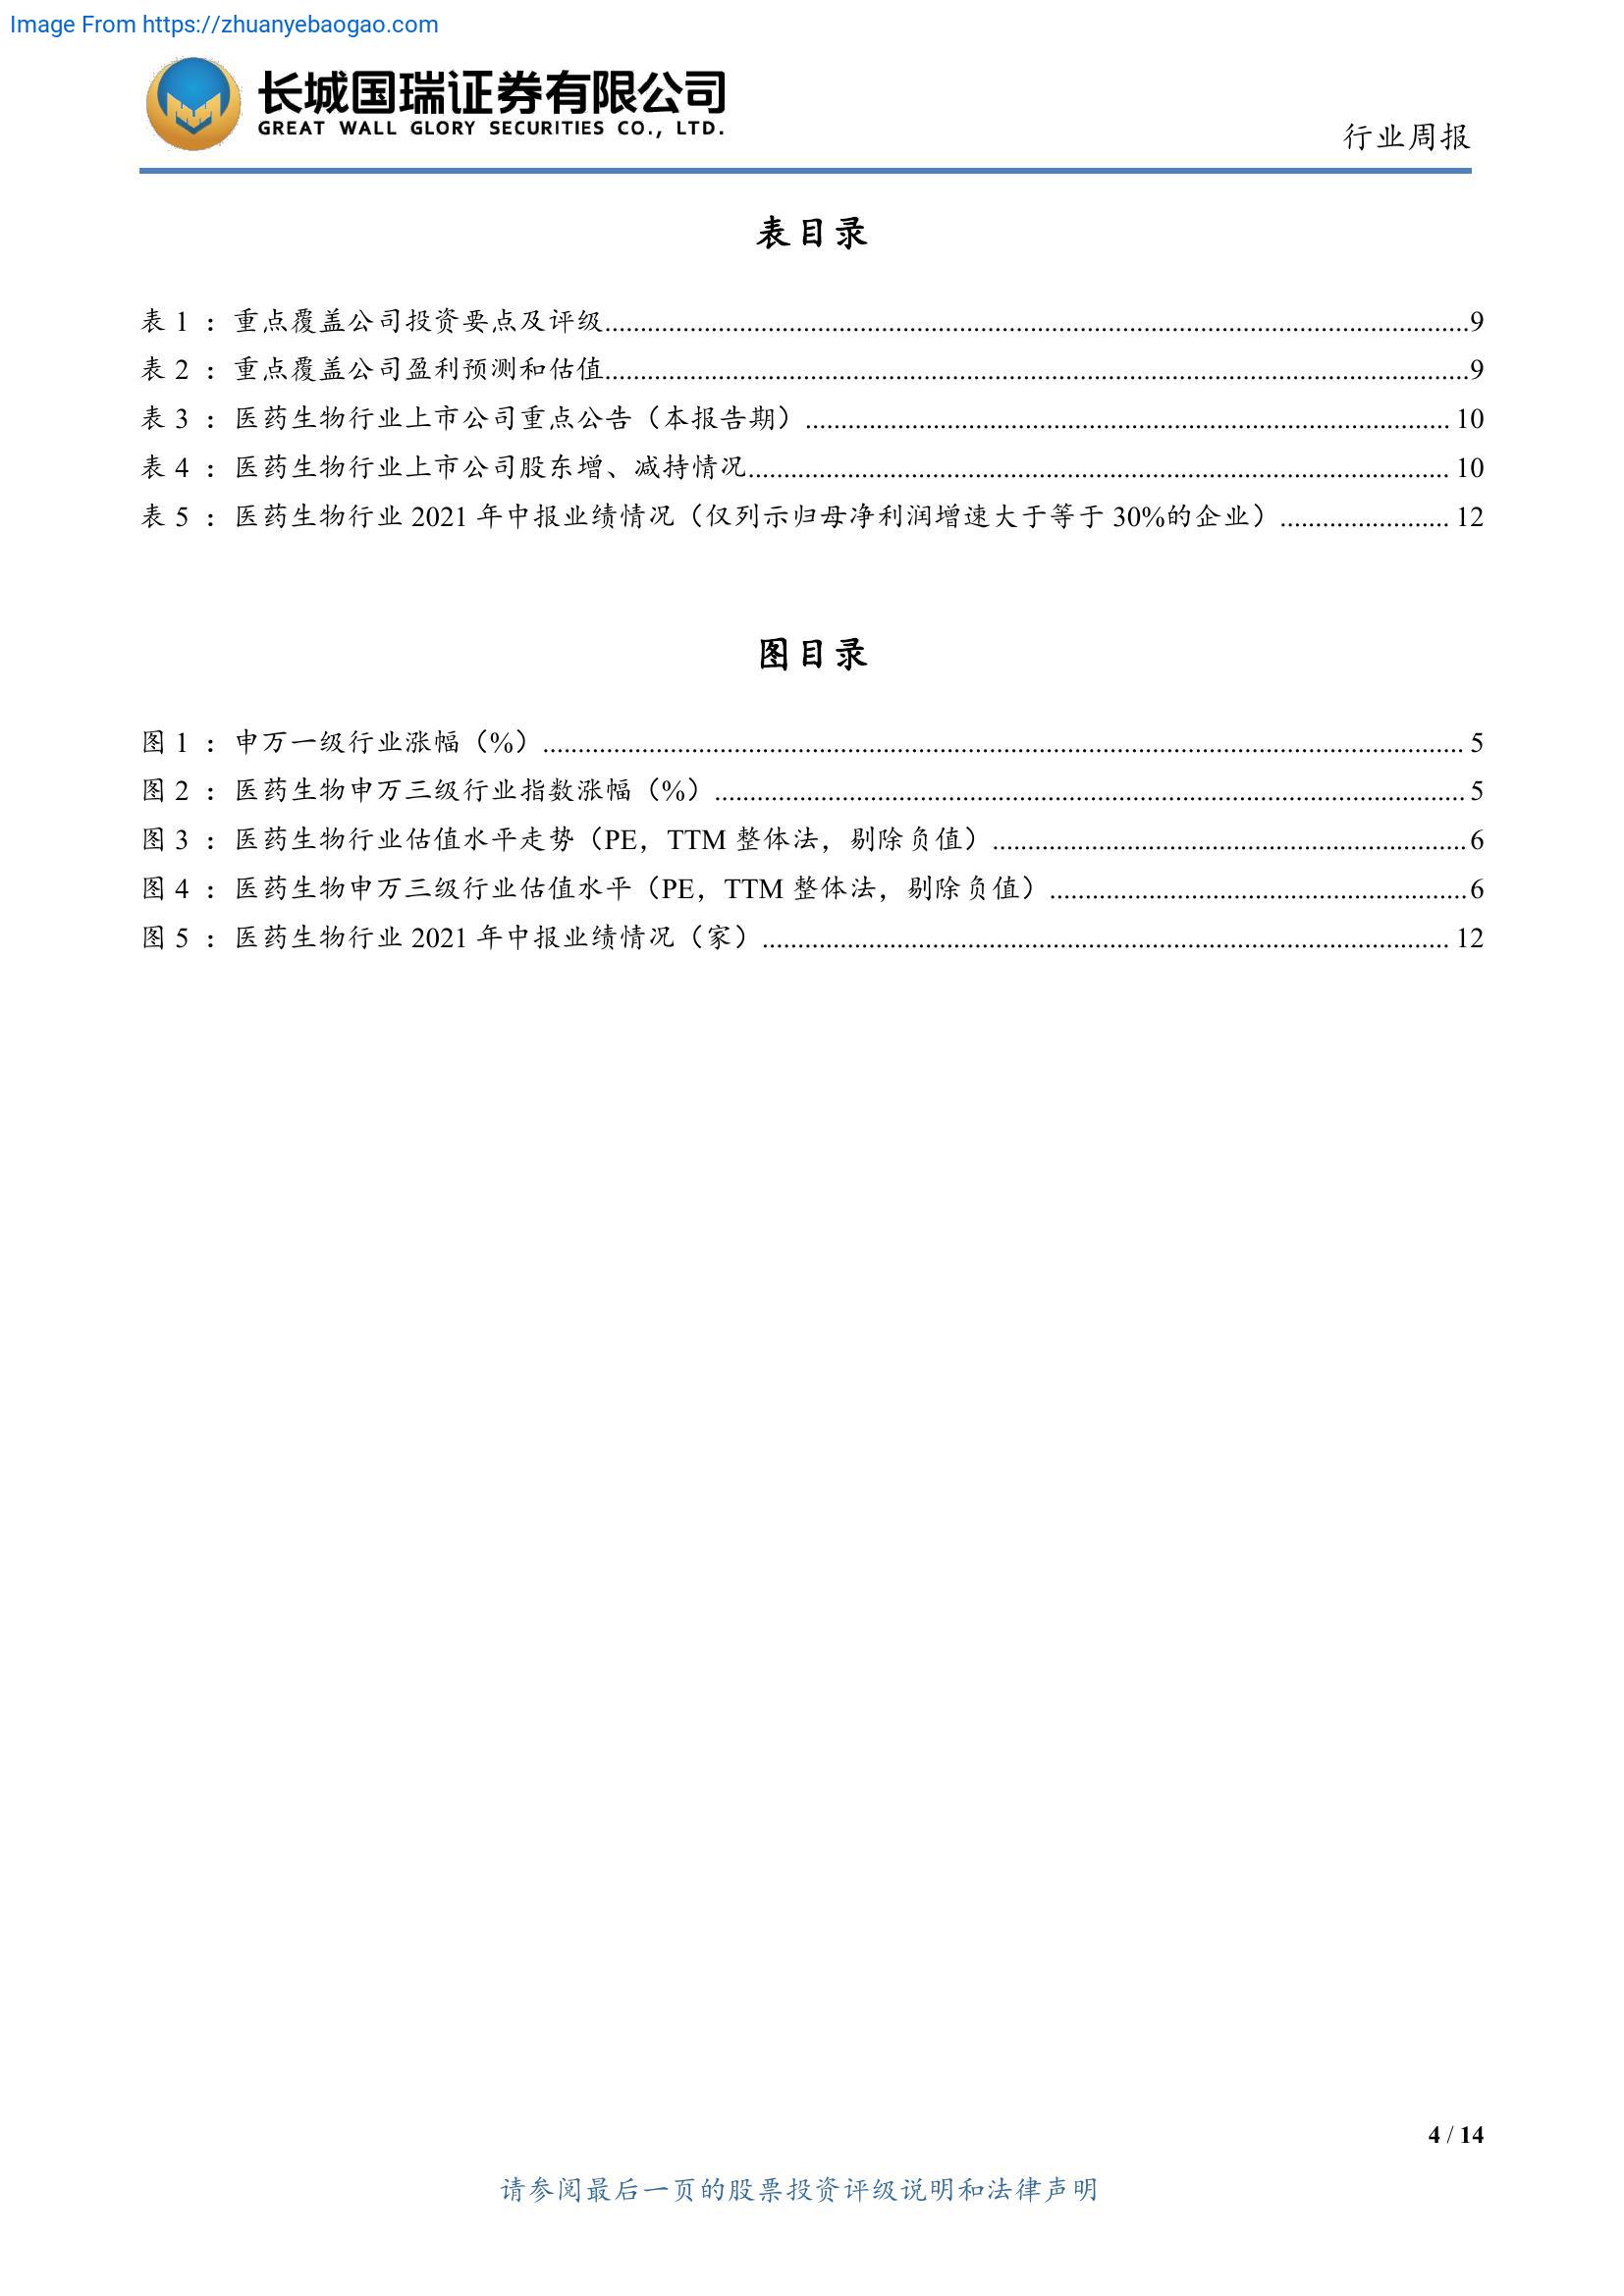 Image From https://zhuanyebaogao.com
长城国瑞证券有限公司
GREAT WALL GLORY SECURITIES CO., LTD.
行业周报
表目录
表 1 ：重点覆盖公司投资要点及评级........................................9
表 2 ：重点覆盖公司盈利预测和估值........................................9
表 3 ：医药生物行业上市公司重点公告（本报告期）........................................ 10
表 4 ：医药生物行业上市公司股东增、减持情况........................................ 10
表 5 ：医药生物行业 2021 年中报业绩情况（仅列示归母净利润增速大于等于 30%的企业）........................ 12
图目录
图 1 ：申万一级行业涨幅（%）........................................ 5
图 2 ：医药生物申万三级行业指数涨幅（%）........................................ 5
图 3 ：医药生物行业估值水平走势（PE，TTM 整体法，剔除负值）........................................6
图 4 ：医药生物申万三级行业估值水平（PE，TTM 整体法，剔除负值）........................................6
图 5 ：医药生物行业 2021 年中报业绩情况（家）........................................ 12
4 / 14
请参阅最后一页的股票投资评级说明和法律声明